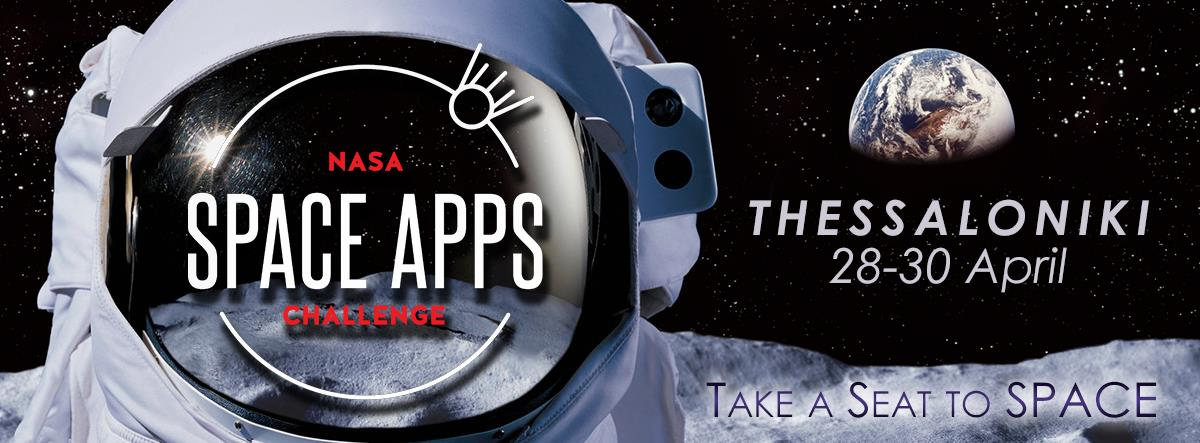 NASA
SPACE APPS
CHALLENGE
THESSALONIKI
28-30 April
TAKE A SEAT TO SPACE